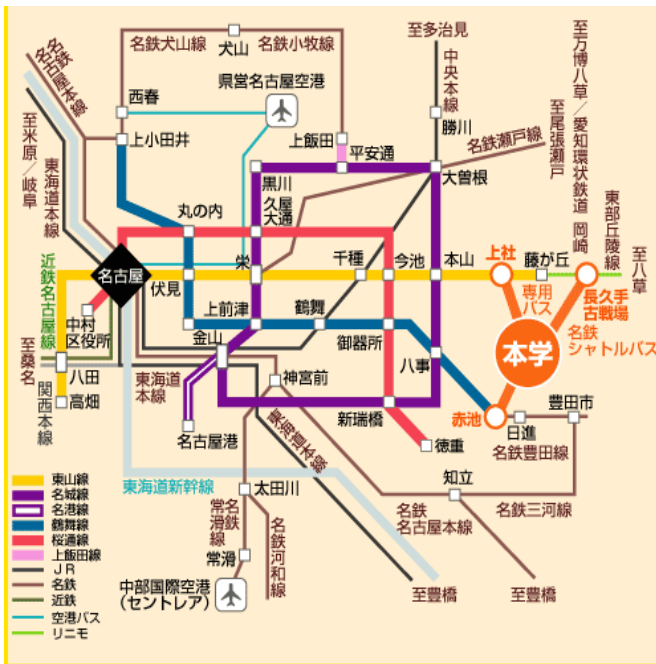 名鉄犬山線
犬山
名鉄小牧線
至多治見
名鉄名古屋本線
西春
県営名古屋空港
中央本線
至万博八草/愛知環状鉄道 岡崎
至尾張瀬戸
至米原/岐阜
東海道本線
上小田井
上飯田
平安通
勝川
名鉄瀬戸線
大曽根
黒川
丸の内
久屋大通
東部丘陵線
名古屋
伏見
栄
千種
今池
本山
上社
藤が丘
至八草
近鉄名古屋線
中村区役所
上前津
鶴舞
専用バス
長久手古戦場
名鉄シャトルバス
本学
至桑名
八田
関西本線
高畑
金山
東海道本線
御器所
八事
神宮前
名古屋港
新瑞橋
徳重
赤池
日進
豊田市
名鉄豊田線
東海道本線
東海道新幹線
太田川
知立
名鉄名古屋本線
名鉄三河線
名鉄常滑線
名鉄河和線
常滑
中部国際空港
(セントレア)
至豊橋
至豊橋
東山線
名城線
名港線
鶴舞線
桜通線
上飯田線
JR
名鉄
近鉄
空港バス
リニモ